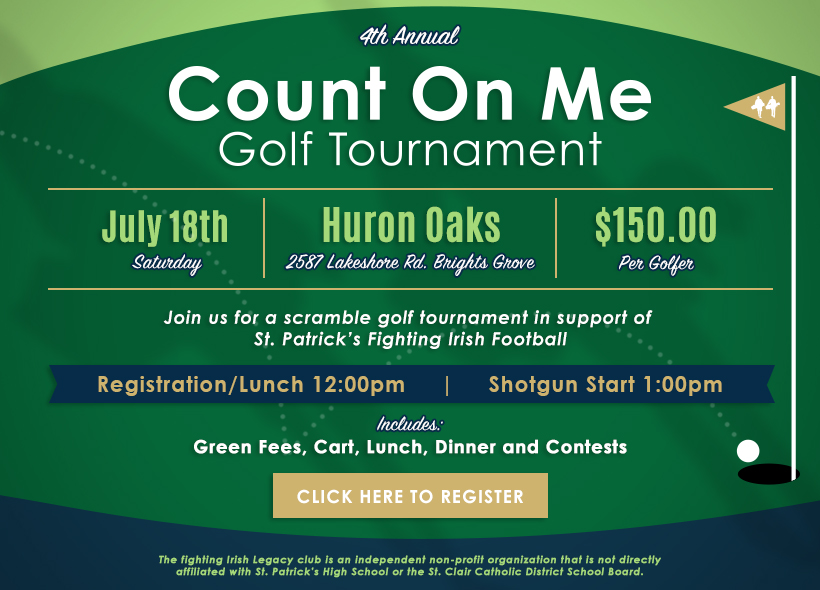 4th Annual
Count On Me
Golf Tournament
July 18th
Saturday
Huron Oaks
2587 Lakeshore Rd. Brights Grove
$150.00
Per Golfer
Join us for a scramble golf tournament in support of
St. Patrick's Fighting Irish Football
Registration/Lunch 12:00pm | Shotgun Start 1:00pm
Includes:
Green Fees, Cart, Lunch, Dinner and Contests
CLICK HERE TO REGISTER
The fighting Irish Legacy club is an independent non-profit organization that is not directly
affiliated with St. Patrick's High School or the St. Clair Catholic District School Board.